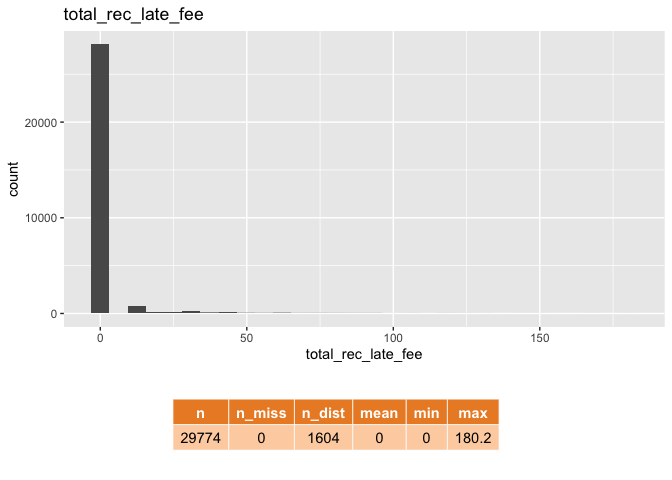 total_rec_late_fee
20000
10000
0
count
0 50 100 150
total_rec_late_fee
n n_miss n_dist mean min max
29774 0 1604 0 0 180.2